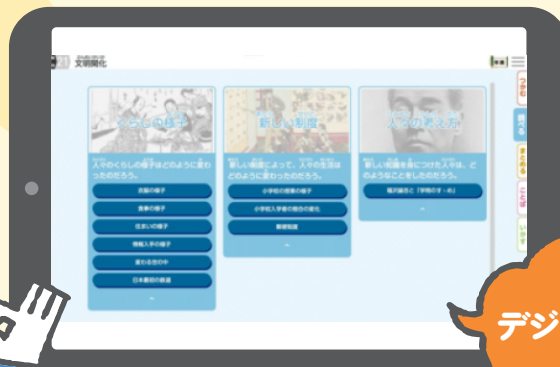 21 文明開化
年表
つかむ
調べる
まとめる
ことば
いかす
くらしの様子
人々のくらしの様子はどのように変わ
ったのだろう。
衣服の様子
食事の様子
住まいの様子
情報入手の様子
変わる世の中
日本最初の鉄道
新しい制度
新しい制度によって、人々の生活は
どのように変わったのだろう。
小学校の授業の様子
小学校入学者の割合の変化
郵便制度
人々の考え方
新しい知識を身につけた人々は、ど
のようなことをしたのだろう。
福沢諭吉と「学問のすゝめ」
デジ